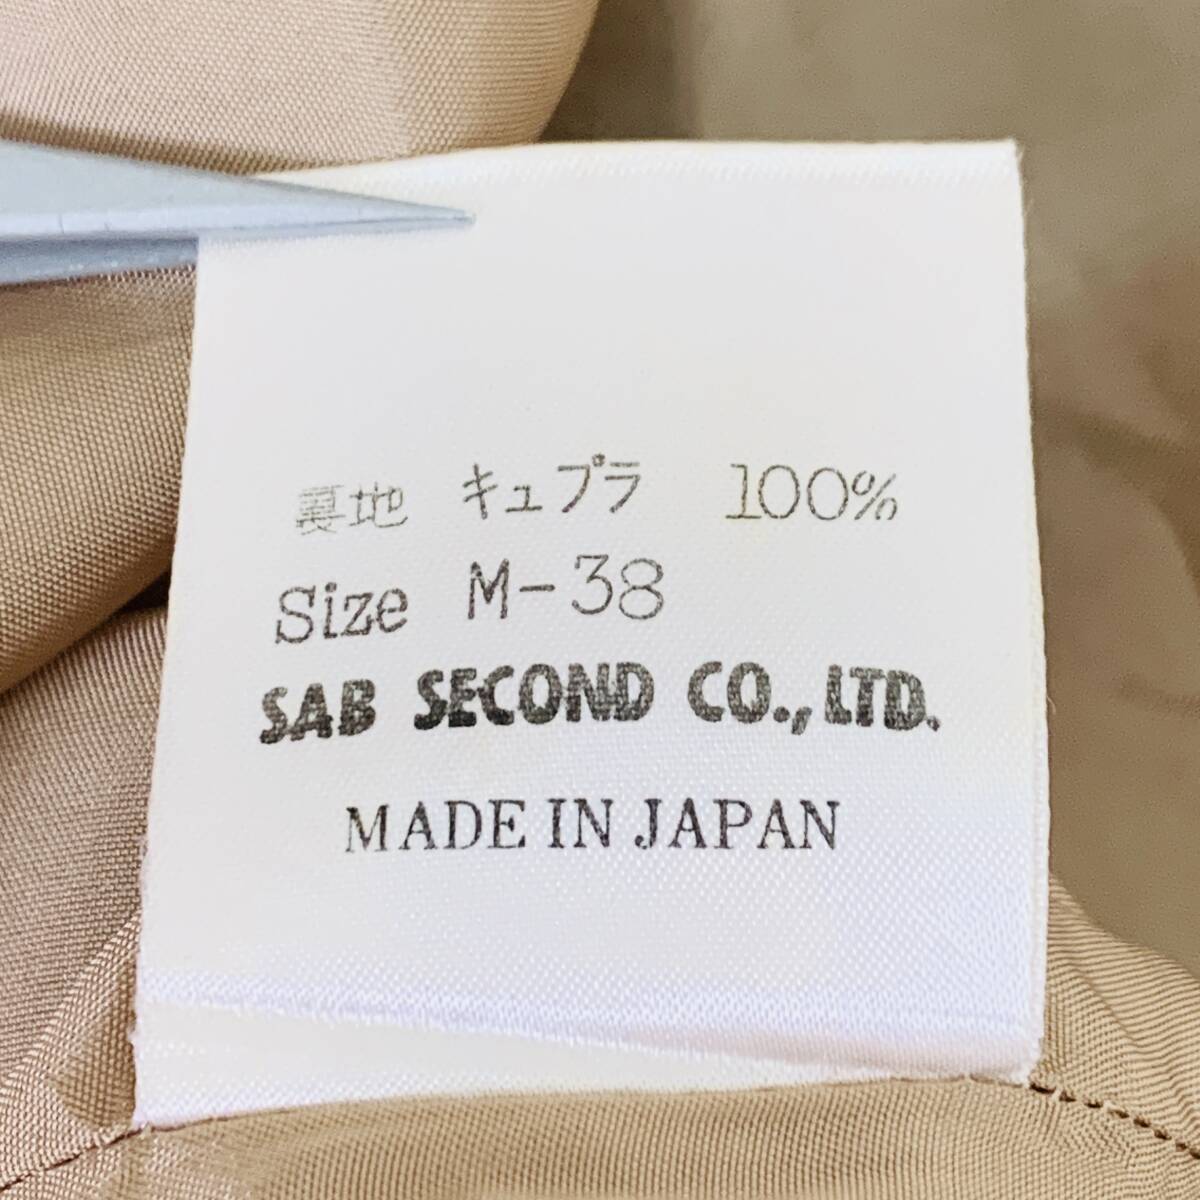 裏地 キュプラ 100%
Size M-38
SAB SECOND CO., LTD.
MADE IN JAPAN